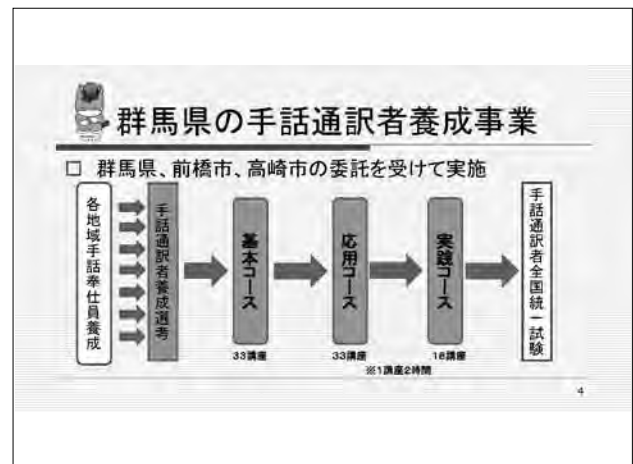 群馬県の手話通訳者養成事業
□ 群馬県、前橋市、高崎市の委託を受けて実施
各地域手話奉仕員養成
手話通訳者養成選考
基本コース
応用コース
実践コース
手話通訳者全国統一試験
33講座
33講座
18講座
※1講座2時間
4